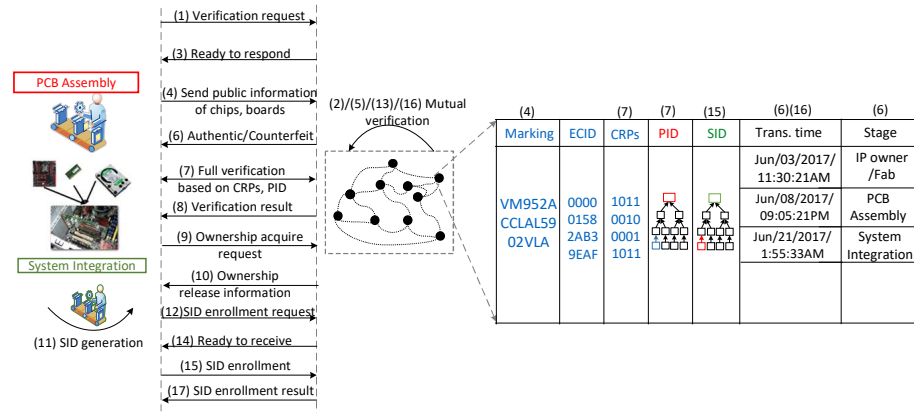 (1) Verification request
(3) Ready to respond
PCB Assembly
(4) Send public information
of chips, boards
(6) Authentic/Counterfeit
(7) Full verification
based on CRPs, PID
(8) Verification result
(9) Ownership acquire
request
System Integration
(10) Ownership
release information
(12)SID enrollment request
(11) SID generation
(14) Ready to receive
(15) SID enrollment
(17) SID enrollment result
(2)/(5)/(13)/(16) Mutual
verification
(4) (7) (7) (15) (6)(16) (6)
Marking ECID CRPs PID SID Trans. time Stage
Jun/03/2017/ IP owner
11:30:21AM /Fab
VM952A 0000 1011 Jun/08/2017/ PCB
CCLAL59 0158 0010 09:05:21PM Assembly
02VLA 2AB3 0001 Jun/21/2017/ System
9EAF 1011 1:55:33AM Integration